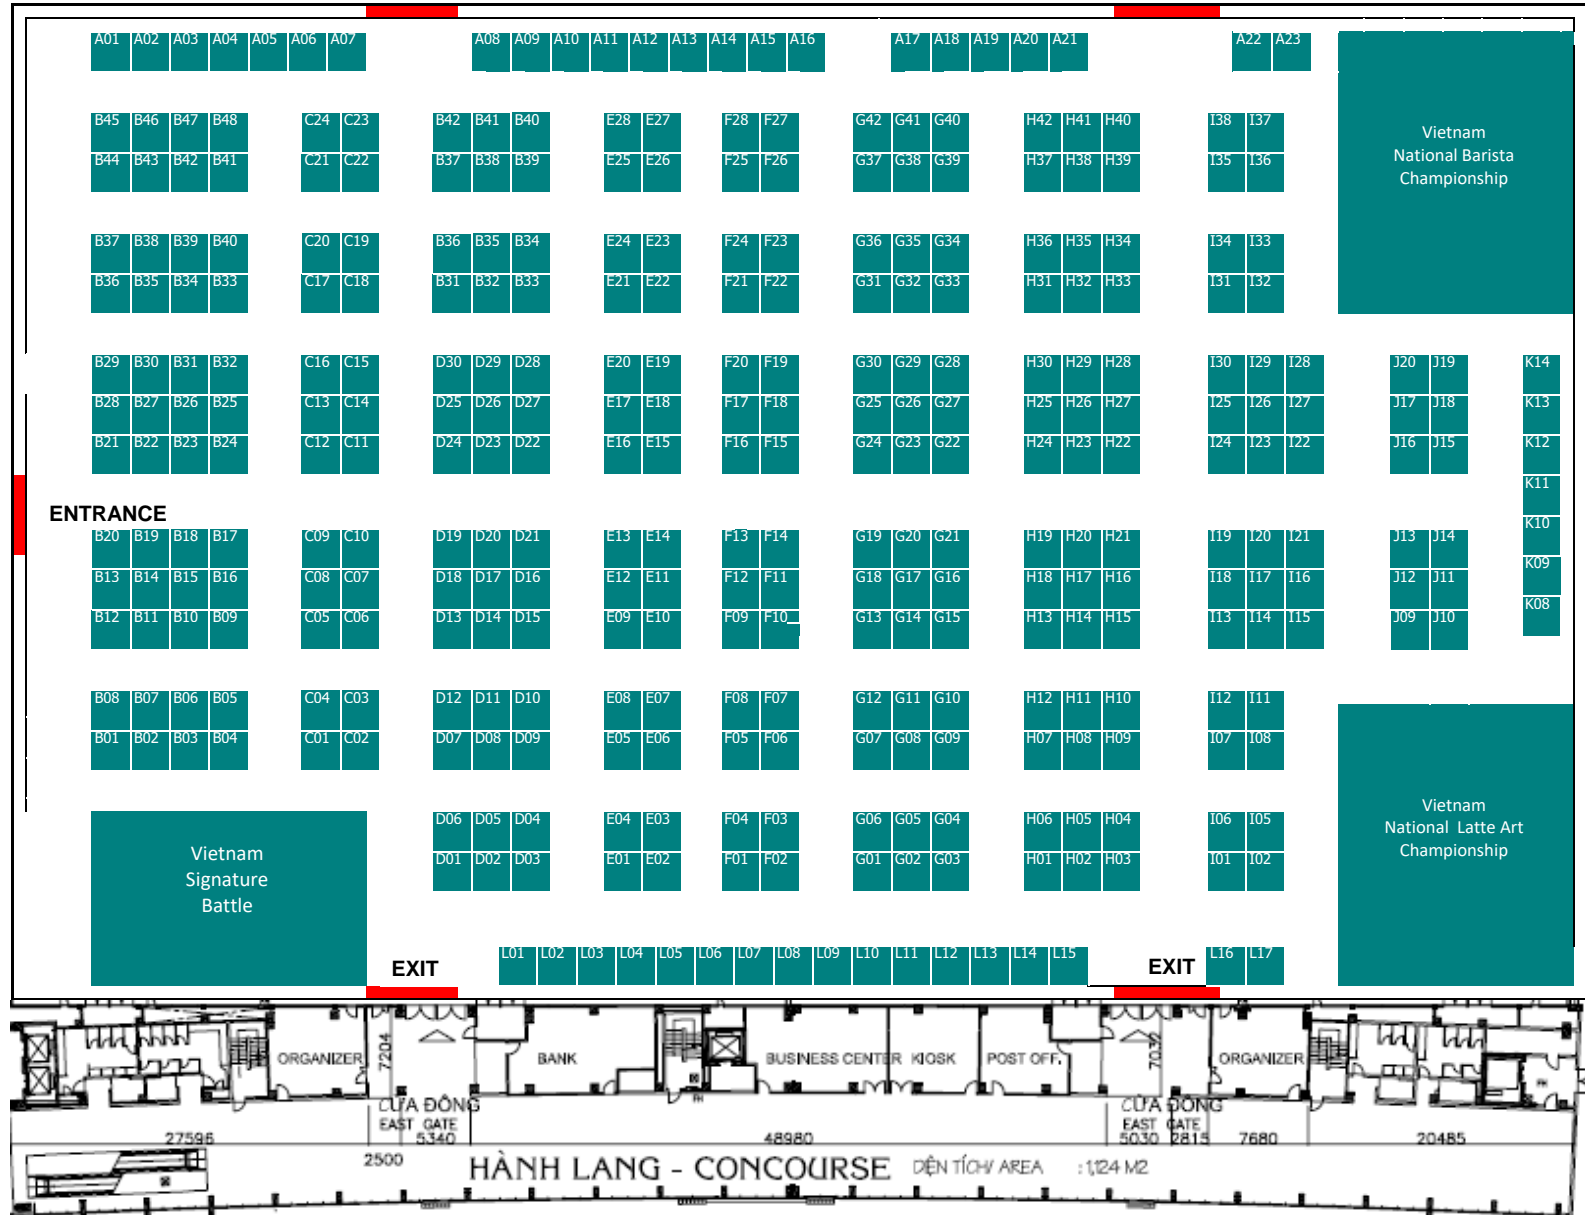 A01 A02 A03 A04 A05 A06 A07 A08 A09 A10 A11 A12 A13 A14 A15 A16 A17 A18 A19 A20 A21 A22 A23
B45 B46 B47 B48 C24 C23 B42 B41 B40 E28 E27 F28 F27 G42 G41 G40 H42 H41 H40 I38 I37
B44 B43 B42 B41 C21 C22 B37 B38 B39 E25 E26 F25 F26 G37 G38 G39 H37 H38 H39 I35 I36
Vietnam
National Barista
Championship
B37 B38 B39 B40 C20 C19 B36 B35 B34 E24 E23 F24 F23 G36 G35 G34 H36 H35 H34 I34 I33
B36 B35 B34 B33 C17 C18 B31 B32 B33 E21 E22 F21 F22 G31 G32 G33 H31 H32 H33 I31 I32
B29 B30 B31 B32 C16 C15 D30 D29 D28 E20 E19 F20 F19 G30 G29 G28 H30 H29 H28 I30 I29 I28 J20 J19 K14
B28 B27 B26 B25 C13 C14 D25 D26 D27 E17 E18 F17 F18 G25 G26 G27 H25 H26 H27 I25 I26 I27 J17 J18 K13
B21 B22 B23 B24 C12 C11 D24 D23 D22 E16 E15 F16 F15 G24 G23 G22 H24 H23 H22 I24 I23 I22 J16 J15 K12
K11
ENTRANCE
K10
B20 B19 B18 B17 C09 C10 D19 D20 D21 E13 E14 F13 F14 G19 G20 G21 H19 H20 H21 I19 I20 I21 J13 J14
K09
B13 B14 B15 B16 C08 C07 D18 D17 D16 E12 E11 F12 F11 G18 G17 G16 H18 H17 H16 I18 I17 I16 J12 J11
K08
B12 B11 B10 B09 C05 C06 D13 D14 D15 E09 E10 F09 F10 G13 G14 G15 H13 H14 H15 I13 I14 I15 J09 J10
B08 B07 B06 B05 C04 C03 D12 D11 D10 E08 E07 F08 F07 G12 G11 G10 H12 H11 H10 I12 I11
B01 B02 B03 B04 C01 C02 D07 D08 D09 E05 E06 F05 F06 G07 G08 G09 H07 H08 H09 I07 I08
Vietnam
National Latte Art
Championship
D06 D05 D04 E04 E03 F04 F03 G06 G05 G04 H06 H05 H04 I06 I05
D01 D02 D03 E01 E02 F01 F02 G01 G02 G03 H01 H02 H03 I01 I02
Vietnam
Signature
Battle
L01 L02 L03 L04 L05 L06 L07 L08 L09 L10 L11 L12 L13 L14 L15 L16 L17
EXIT EXIT
ORGANIZER 7204 BANK BUSINESS CENTER KIOSK POST OFF. 7032 ORGANIZER
CỬA ĐÔNG CỬA ĐÔNG
EAST GATE EAST GATE
27596 5340 48980 5030 2815 7680 20485
2500
HÀNH LANG - CONCOURSE DIỆN TÍCH/ AREA : 1,124 M2